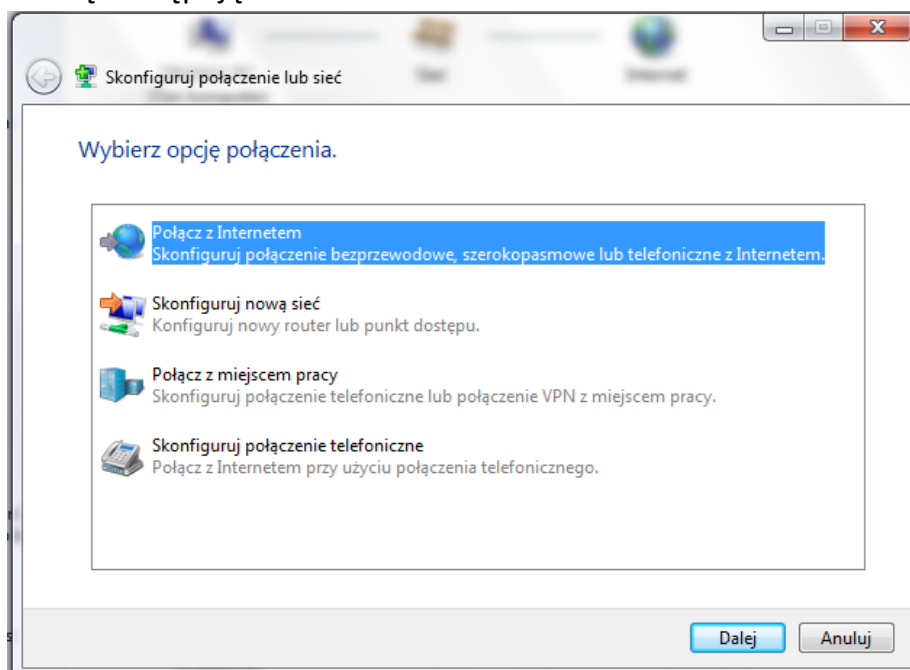 Skonfiguruj połączenie lub sieć
Wybierz opcję połączenia.
Połącz z Internetem
Skonfiguruj połączenie bezprzewodowe, szerokopasmowe lub telefoniczne z Internetem.
Skonfiguruj nową sieć
Konfiguruj nowy router lub punkt dostępu.
Połącz z miejscem pracy
Skonfiguruj połączenie telefoniczne lub połączenie VPN z miejscem pracy.
Skonfiguruj połączenie telefoniczne
Połącz z Internetem przy użyciu połączenia telefonicznego.
Dalej
Anuluj